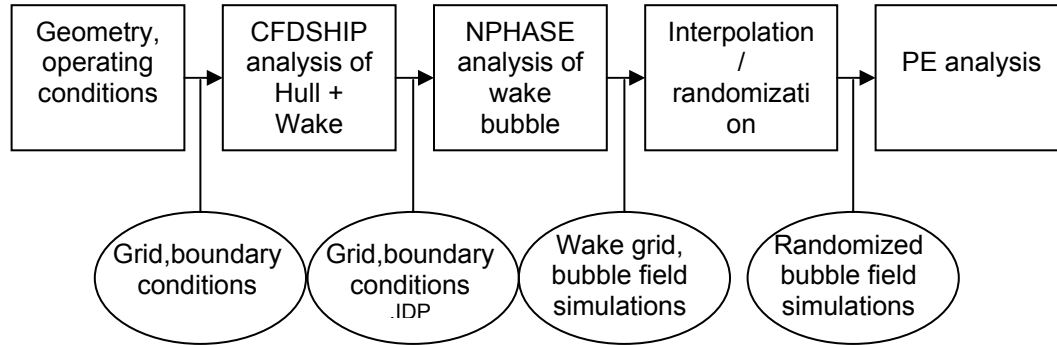 Geometry,
operating
conditions
CFDSHIP
analysis of
Hull +
Wake
NPHASE
analysis of
wake
bubble
Interpolation
/
randomizati
on
PE analysis
Grid,boundary
conditions
Grid,boundary
conditions
Wake grid,
bubble field
simulations
Randomized
bubble field
simulations